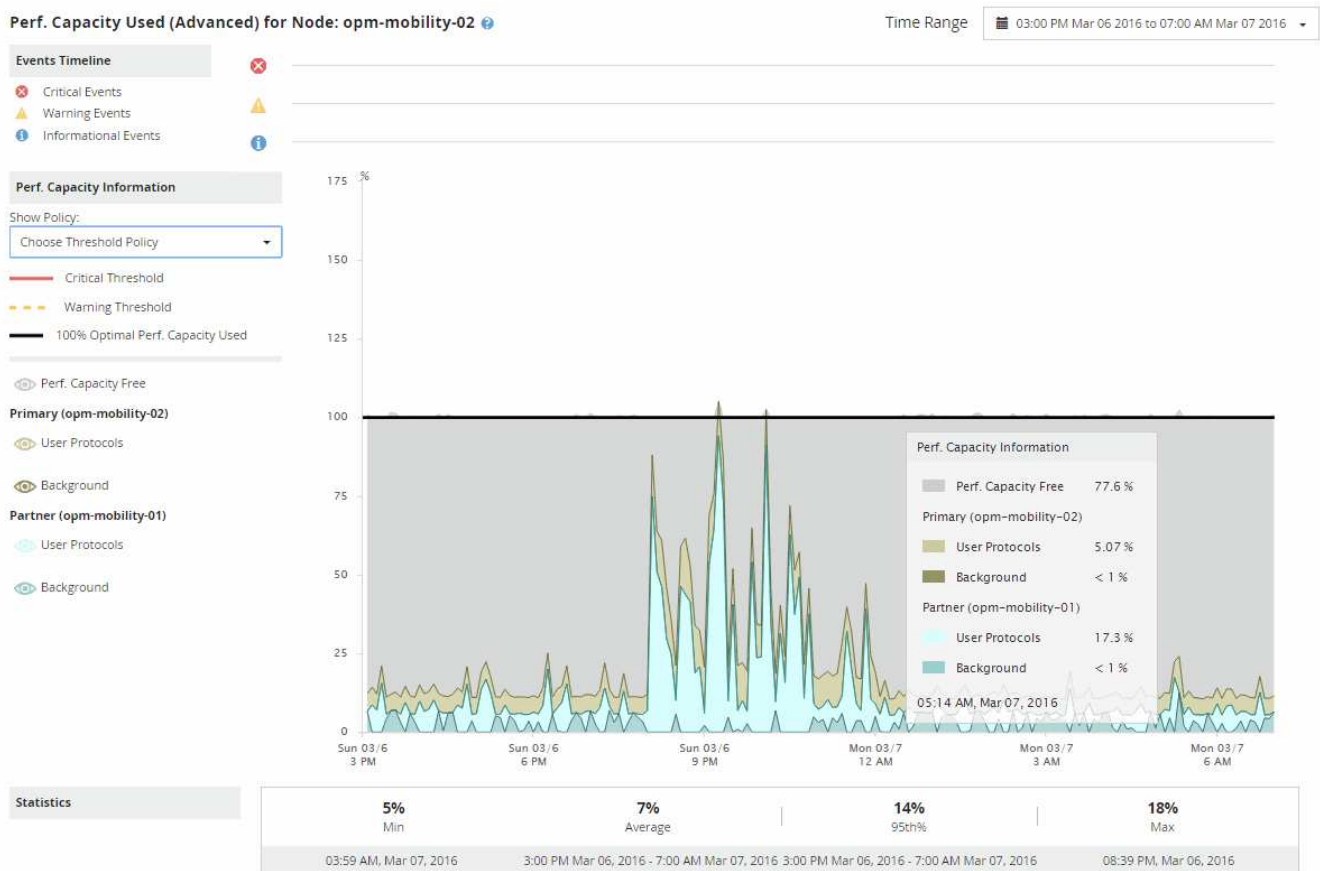 Perf. Capacity Used (Advanced) for Node: opm-mobility-02 ?
Time Range 03:00 PM Mar 06 2016 to 07:00 AM Mar 07 2016
Events Timeline
Critical Events
Warning Events
Informational Events
Perf. Capacity Information
Show Policy:
Choose Threshold Policy
Critical Threshold
Warning Threshold
100% Optimal Perf. Capacity Used
Perf. Capacity Free
Primary (opm-mobility-02)
User Protocols
Background
Partner (opm-mobility-01)
User Protocols
Background
%
175
150
125
100
75
50
25
0
Sun 03/6 Sun 03/6 Sun 03/6 Mon 03/7 Mon 03/7 Mon 03/7
3 PM 6 PM 9 PM 12 AM 3 AM 6 AM
Perf. Capacity Information
Perf. Capacity Free 77.6 %
Primary (opm-mobility-02)
User Protocols 5.07 %
Background < 1 %
Partner (opm-mobility-01)
User Protocols 17.3 %
Background < 1 %
05:14 AM, Mar 07, 2016
Statistics
5% 7% 14% 18%
Min Average 95th% Max
03:59 AM, Mar 07, 2016 3:00 PM Mar 06, 2016 - 7:00 AM Mar 07, 2016 3:00 PM Mar 06, 2016 - 7:00 AM Mar 07, 2016 08:39 PM, Mar 06, 2016